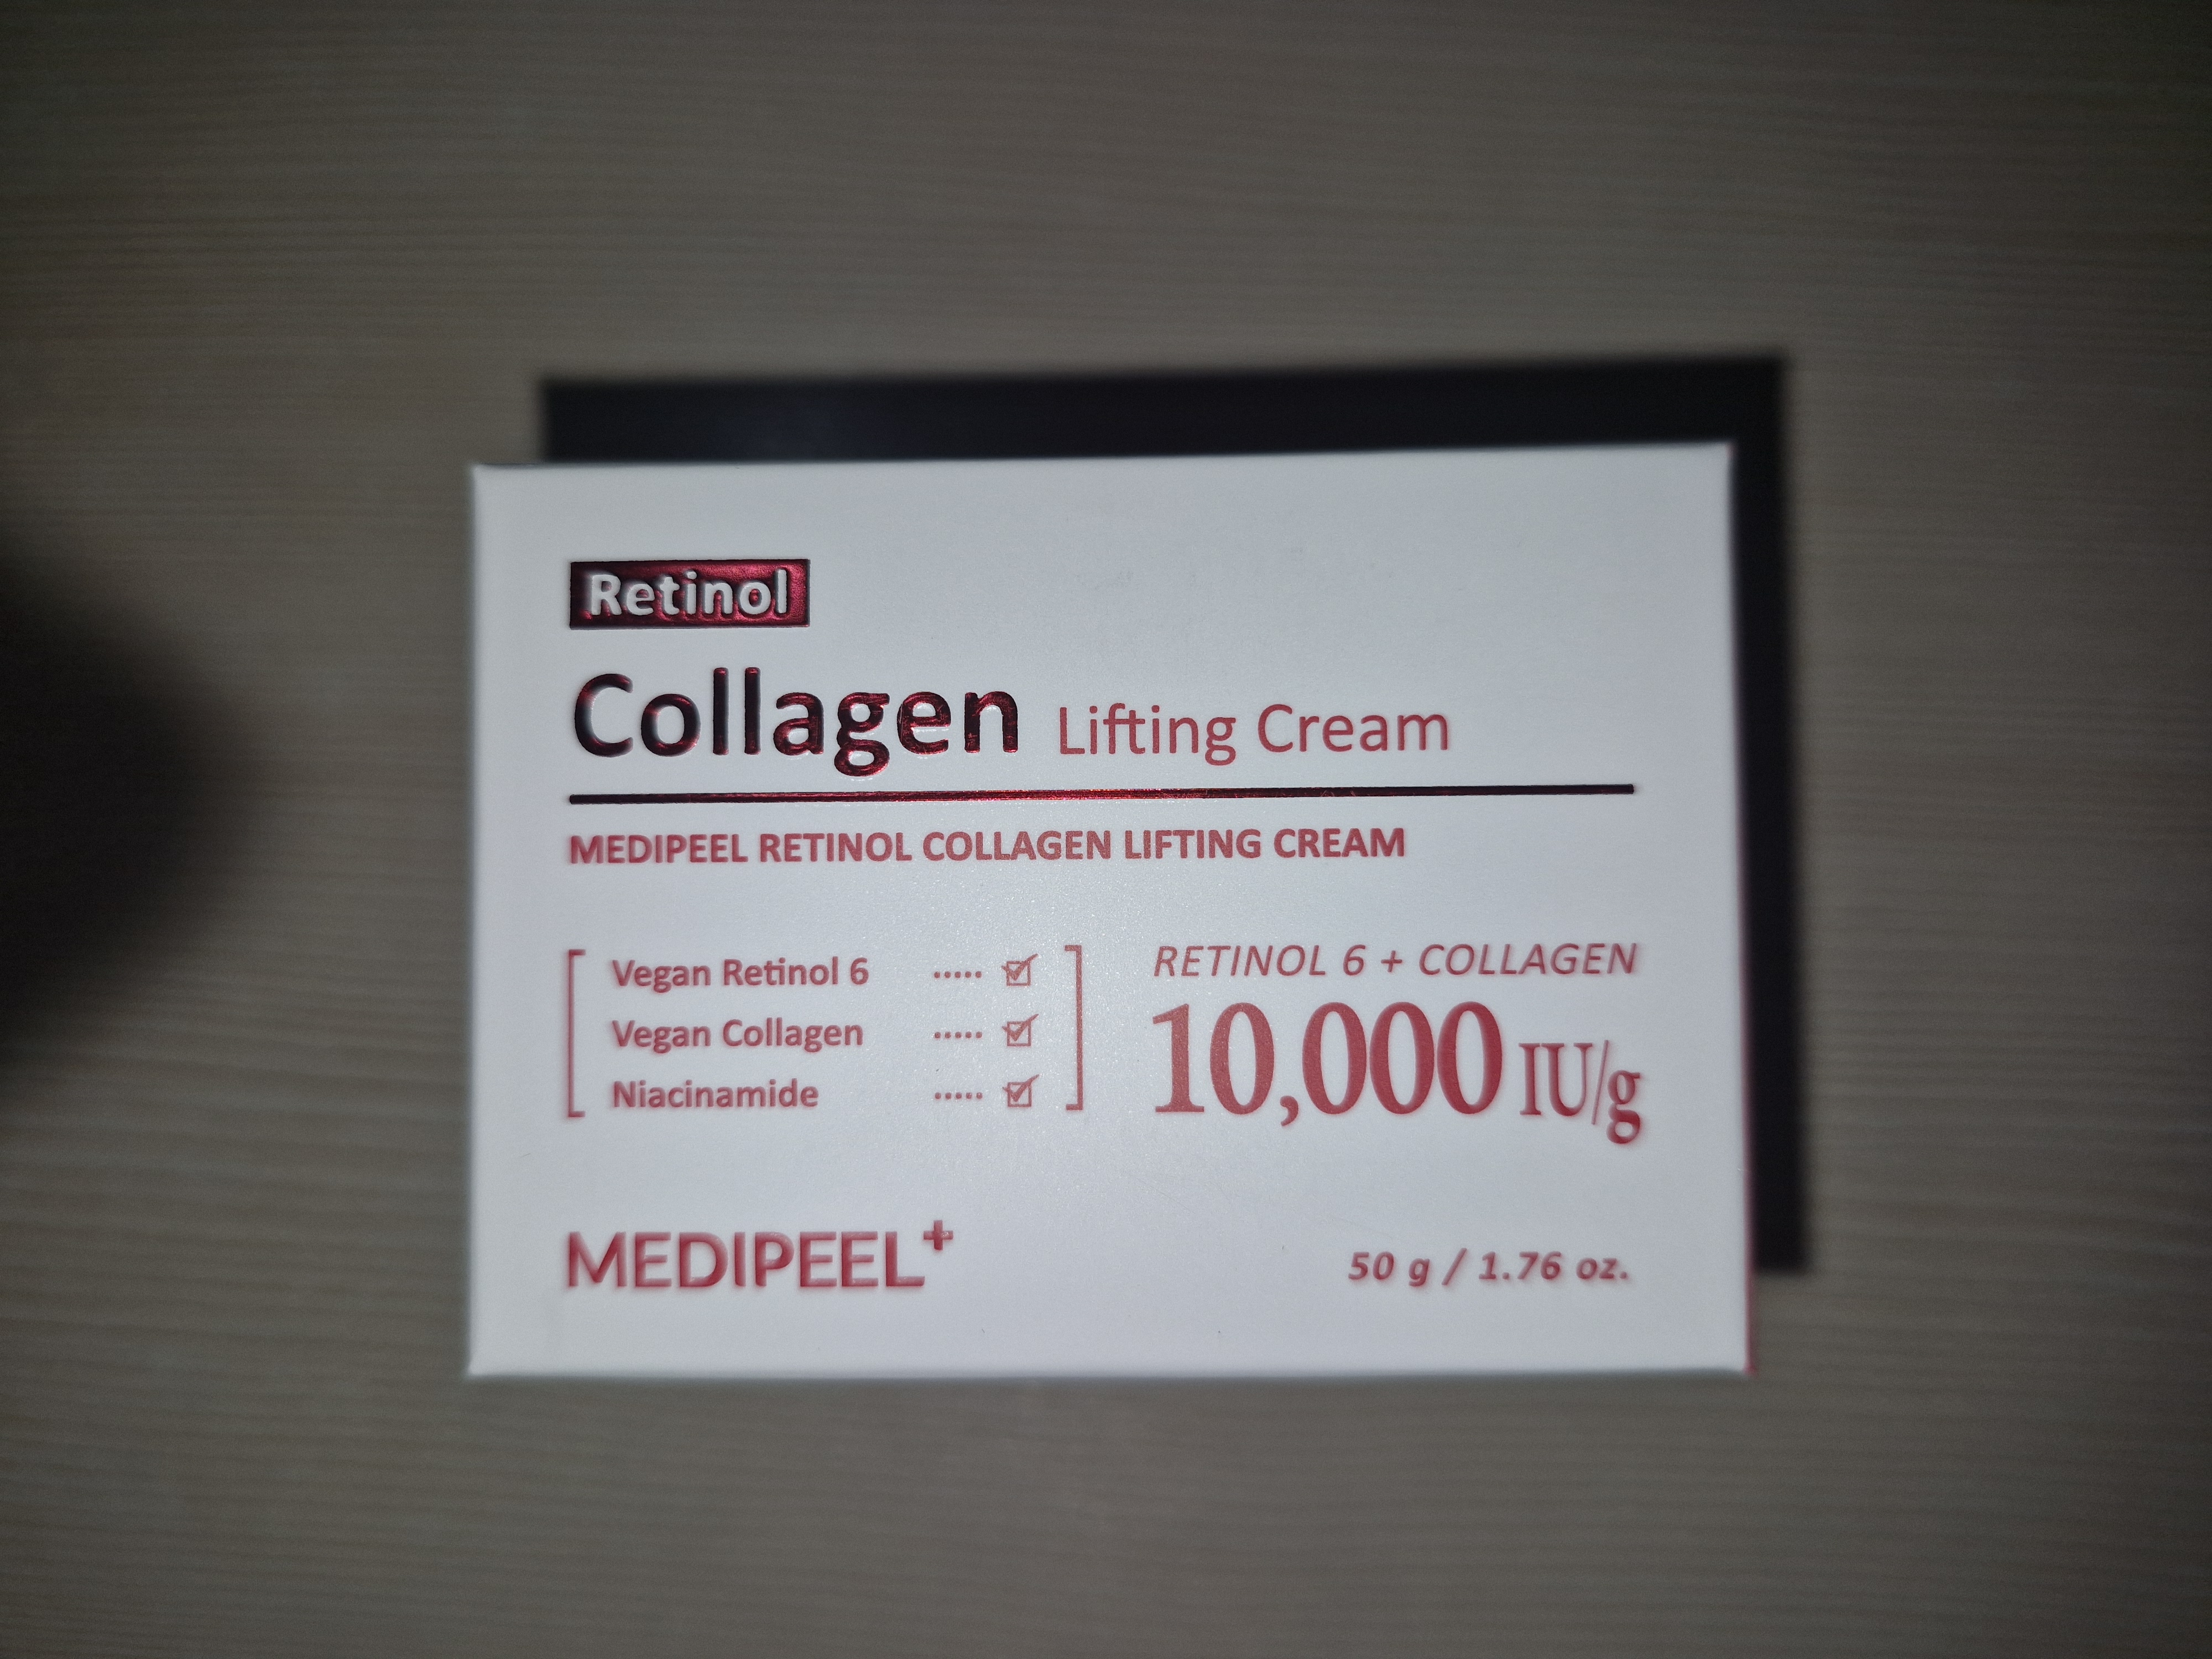 Retinol
Collagen Lifting Cream
MEDIPEEL RETINOL COLLAGEN LIFTING CREAM
Vegan Retinol 6 ..... ☑
Vegan Collagen ..... ☑
Niacinamide ..... ☑
RETINOL 6 + COLLAGEN
10,000 IU/g
MEDIPEEL+
50 g / 1.76 oz.